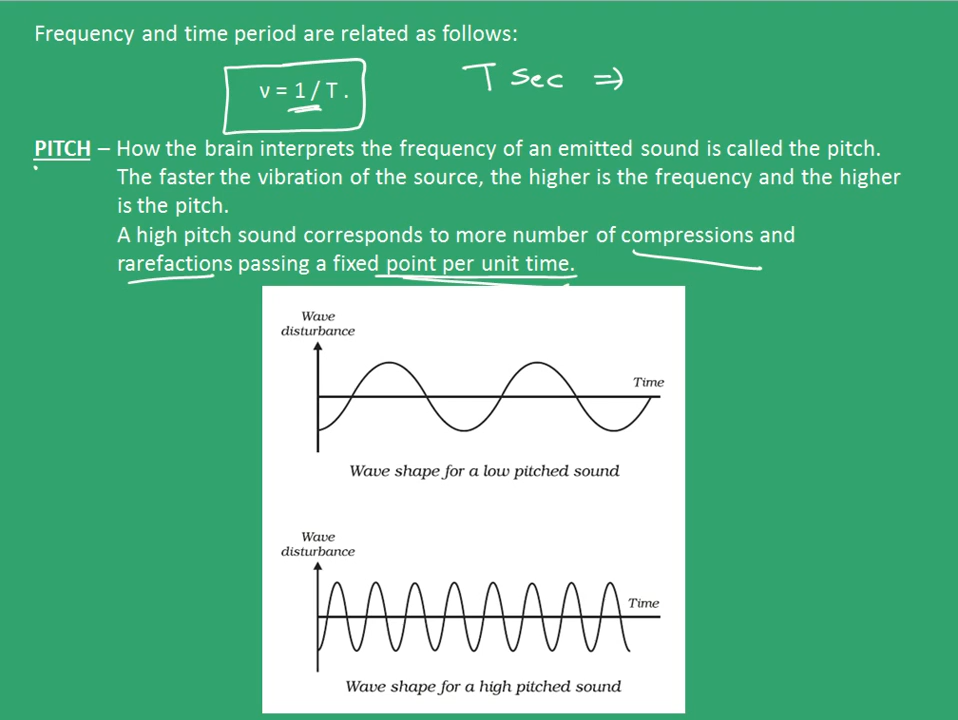 Frequency and time period are related as follows:
ν = 1 / T .
T sec ⇒
PITCH – How the brain interprets the frequency of an emitted sound is called the pitch.
The faster the vibration of the source, the higher is the frequency and the higher
is the pitch.
A high pitch sound corresponds to more number of compressions and
rarefactions passing a fixed point per unit time.
Wave
disturbance
Time
Wave shape for a low pitched sound
Wave
disturbance
Time
Wave shape for a high pitched sound